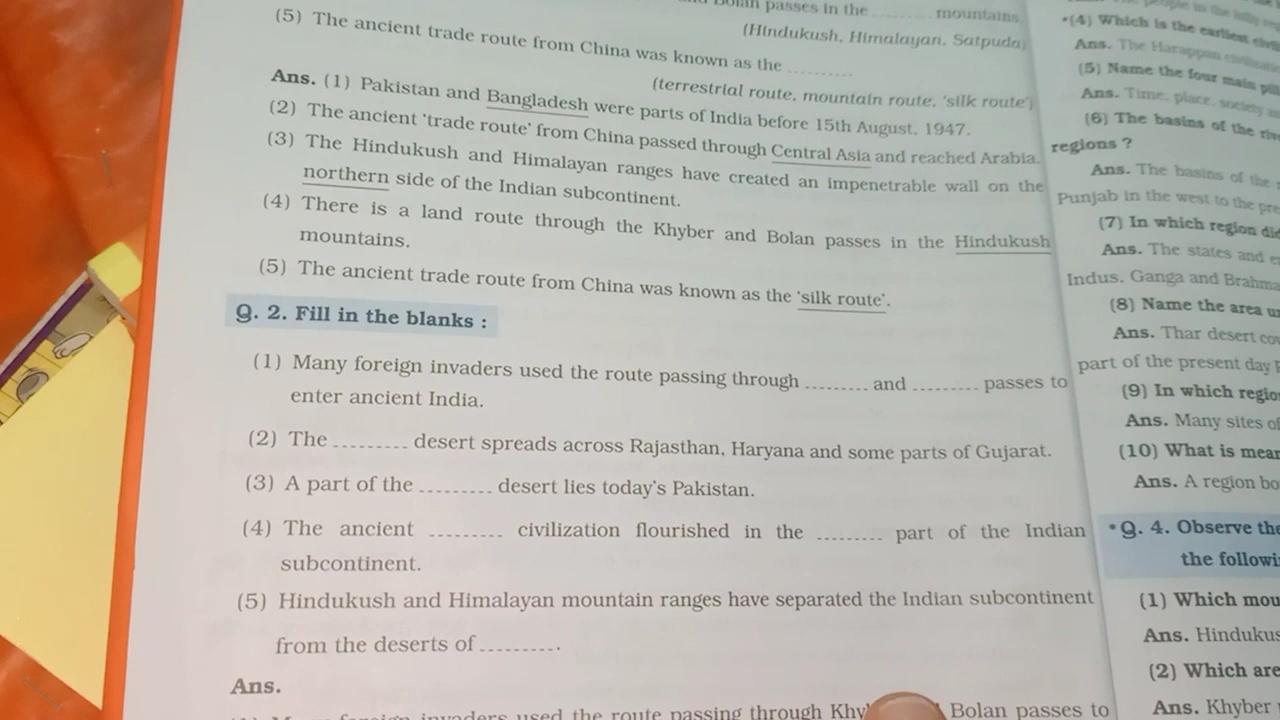 Bolan passes in the ......... mountains.
(Hindukush, Himalayan, Satpuda)
(5) The ancient trade route from China was known as the ..........
(terrestrial route, mountain route, 'silk route')
Ans. (1) Pakistan and Bangladesh were parts of India before 15th August, 1947.
(2) The ancient 'trade route' from China passed through Central Asia and reached Arabia.
(3) The Hindukush and Himalayan ranges have created an impenetrable wall on the
northern side of the Indian subcontinent.
(4) There is a land route through the Khyber and Bolan passes in the Hindukush
mountains.
(5) The ancient trade route from China was known as the 'silk route'.
Q. 2. Fill in the blanks :
(1) Many foreign invaders used the route passing through ......... and ......... passes to
enter ancient India.
(2) The .......... desert spreads across Rajasthan, Haryana and some parts of Gujarat.
(3) A part of the .......... desert lies today's Pakistan.
(4) The ancient .......... civilization flourished in the ......... part of the Indian
subcontinent.
(5) Hindukush and Himalayan mountain ranges have separated the Indian subcontinent
from the deserts of ..........
Ans.
invaders used the route passing through Bolan passes to
*(4) Which is the earliest
Ans. The Harappan
(5) Name the four main
Ans. Time, place, society
(6) The basins of the
regions ?
Ans. The basins of the
Punjab in the west to the
(7) In which region
Ans. The states and
Indus, Ganga and
(8) Name the area
Ans. Thar desert
part of the present day
(9) In which
Ans. Many sites of
(10) What is
Ans. A region
*Q. 4. Observe the
the
(1) Which
Ans.
(2) Which are
Ans. Khyber